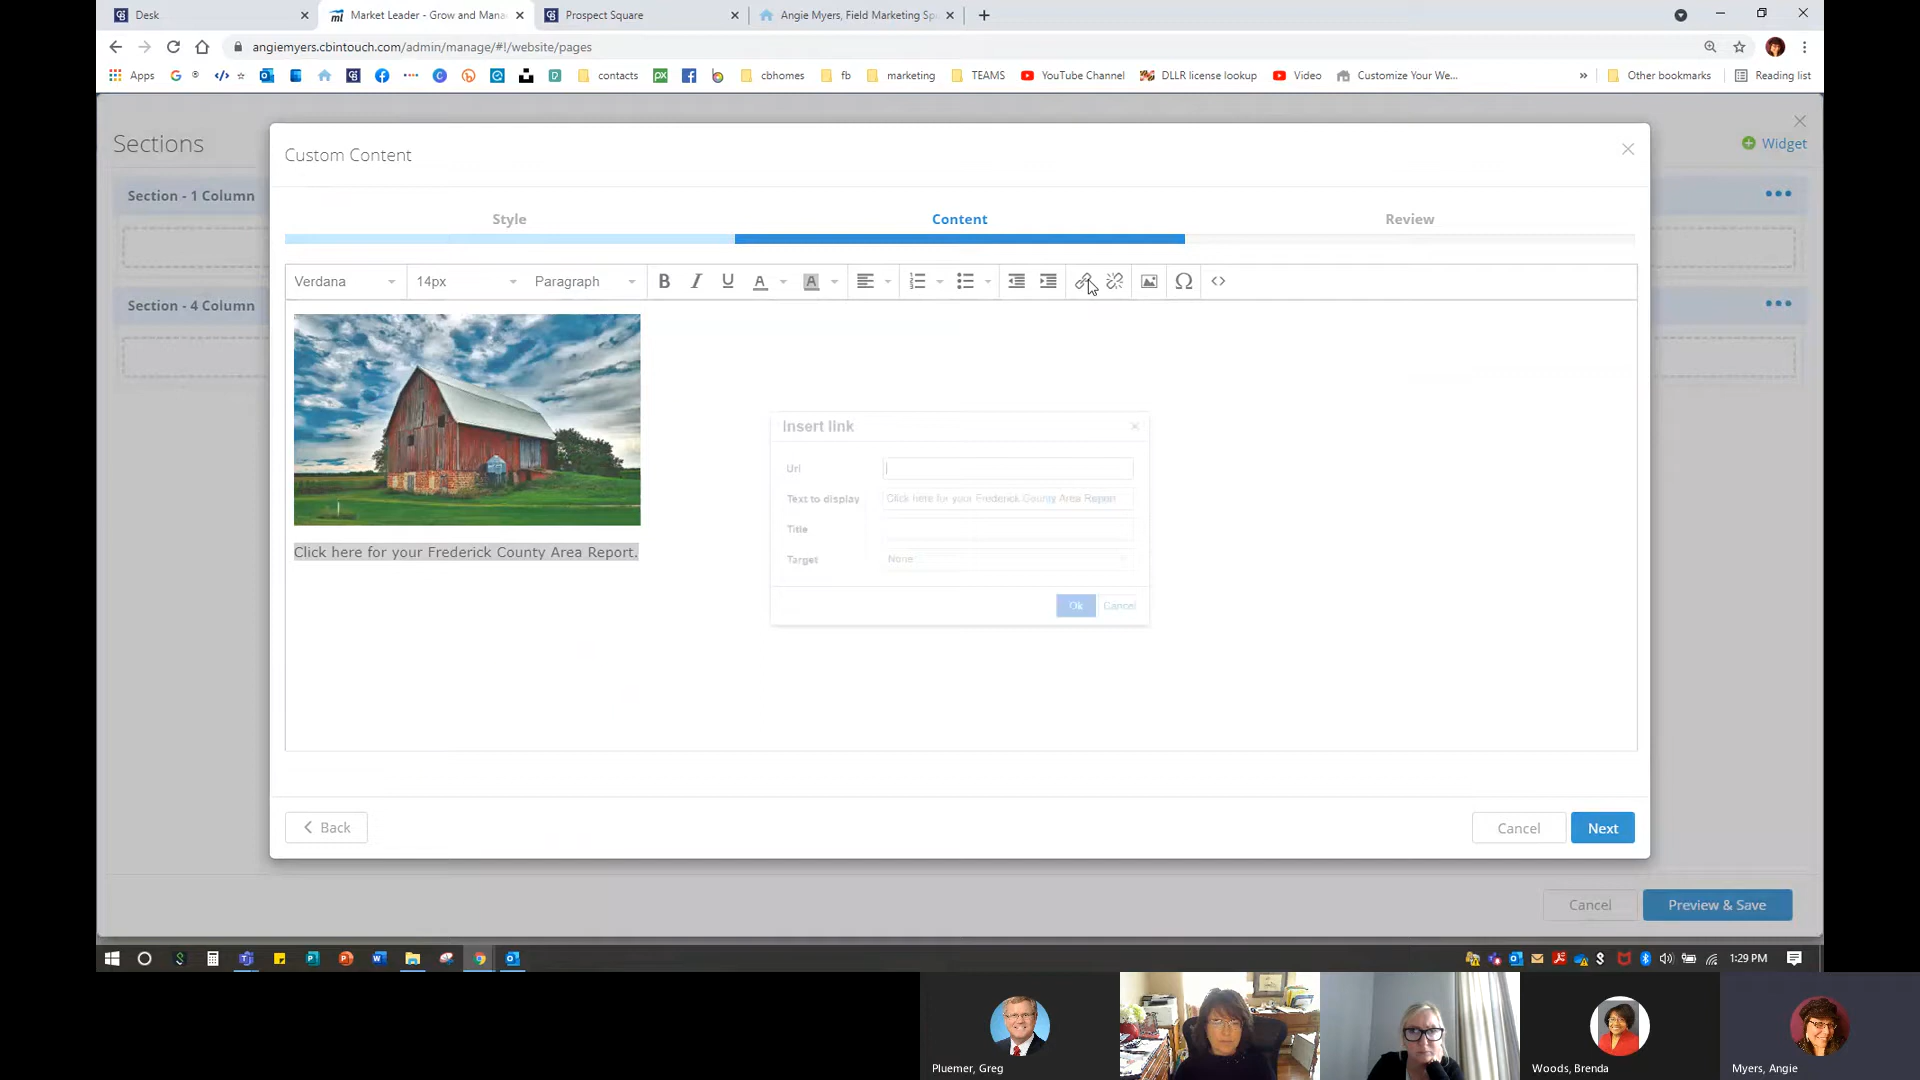 Desk
Market Leader - Grow and Mana
Prospect Square
Angie Myers, Field Marketing Sp
angiemyers.cbintouch.com/admin/manage/#!/website/pages
Apps
contacts
cbhomes
fb
marketing
TEAMS
YouTube Channel
DLLR license lookup
Video
Customize Your We...
»
Other bookmarks
Reading list
Sections
Widget
Section - 1 Column
Section - 4 Column
Custom Content
Style
Content
Review
Verdana
14px
Paragraph
B I U A A
Insert link
Url
Text to display
Click here for your Frederick County Area Report
Title
Target
None
Ok
Cancel
Click here for your Frederick County Area Report.
Back
Cancel
Next
Cancel
Preview & Save
1:29 PM
Pluemer, Greg
Woods, Brenda
Myers, Angie